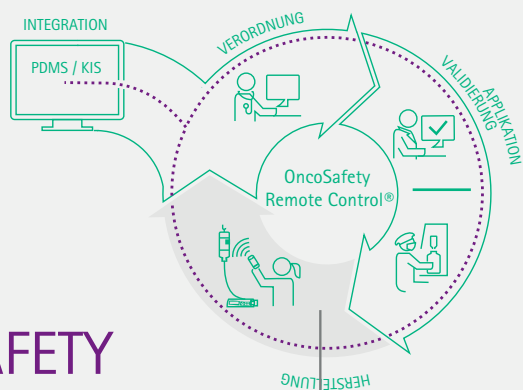 INTEGRATION
PDMS / KIS
VERORDNUNG
VALIDIERUNG
APPLIKATION
OncoSafety
Remote Control®
HERSTELLUNG
AFETY